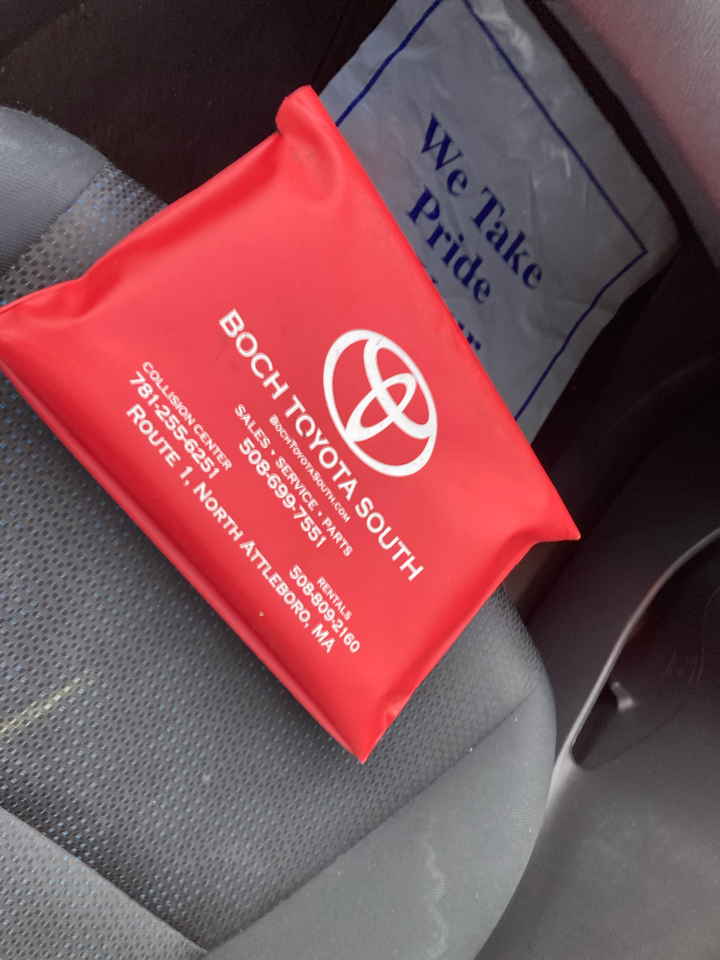 We Take
Pride
BOCH TOYOTA SOUTH
BOCHTOYOTASOUTH.COM
SALES • SERVICE • PARTS
508-699-7551
COLLISION CENTER
781-255-6251
RENTALS
508-809-2160
ROUTE 1, NORTH ATTLEBORO, MA